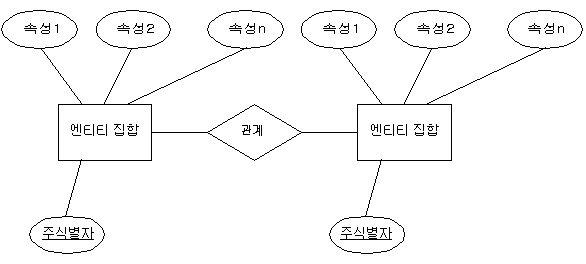 속성1 속성2 속성n 속성1 속성2 속성n
엔티티 집합 관계 엔티티 집합
주식별자 주식별자